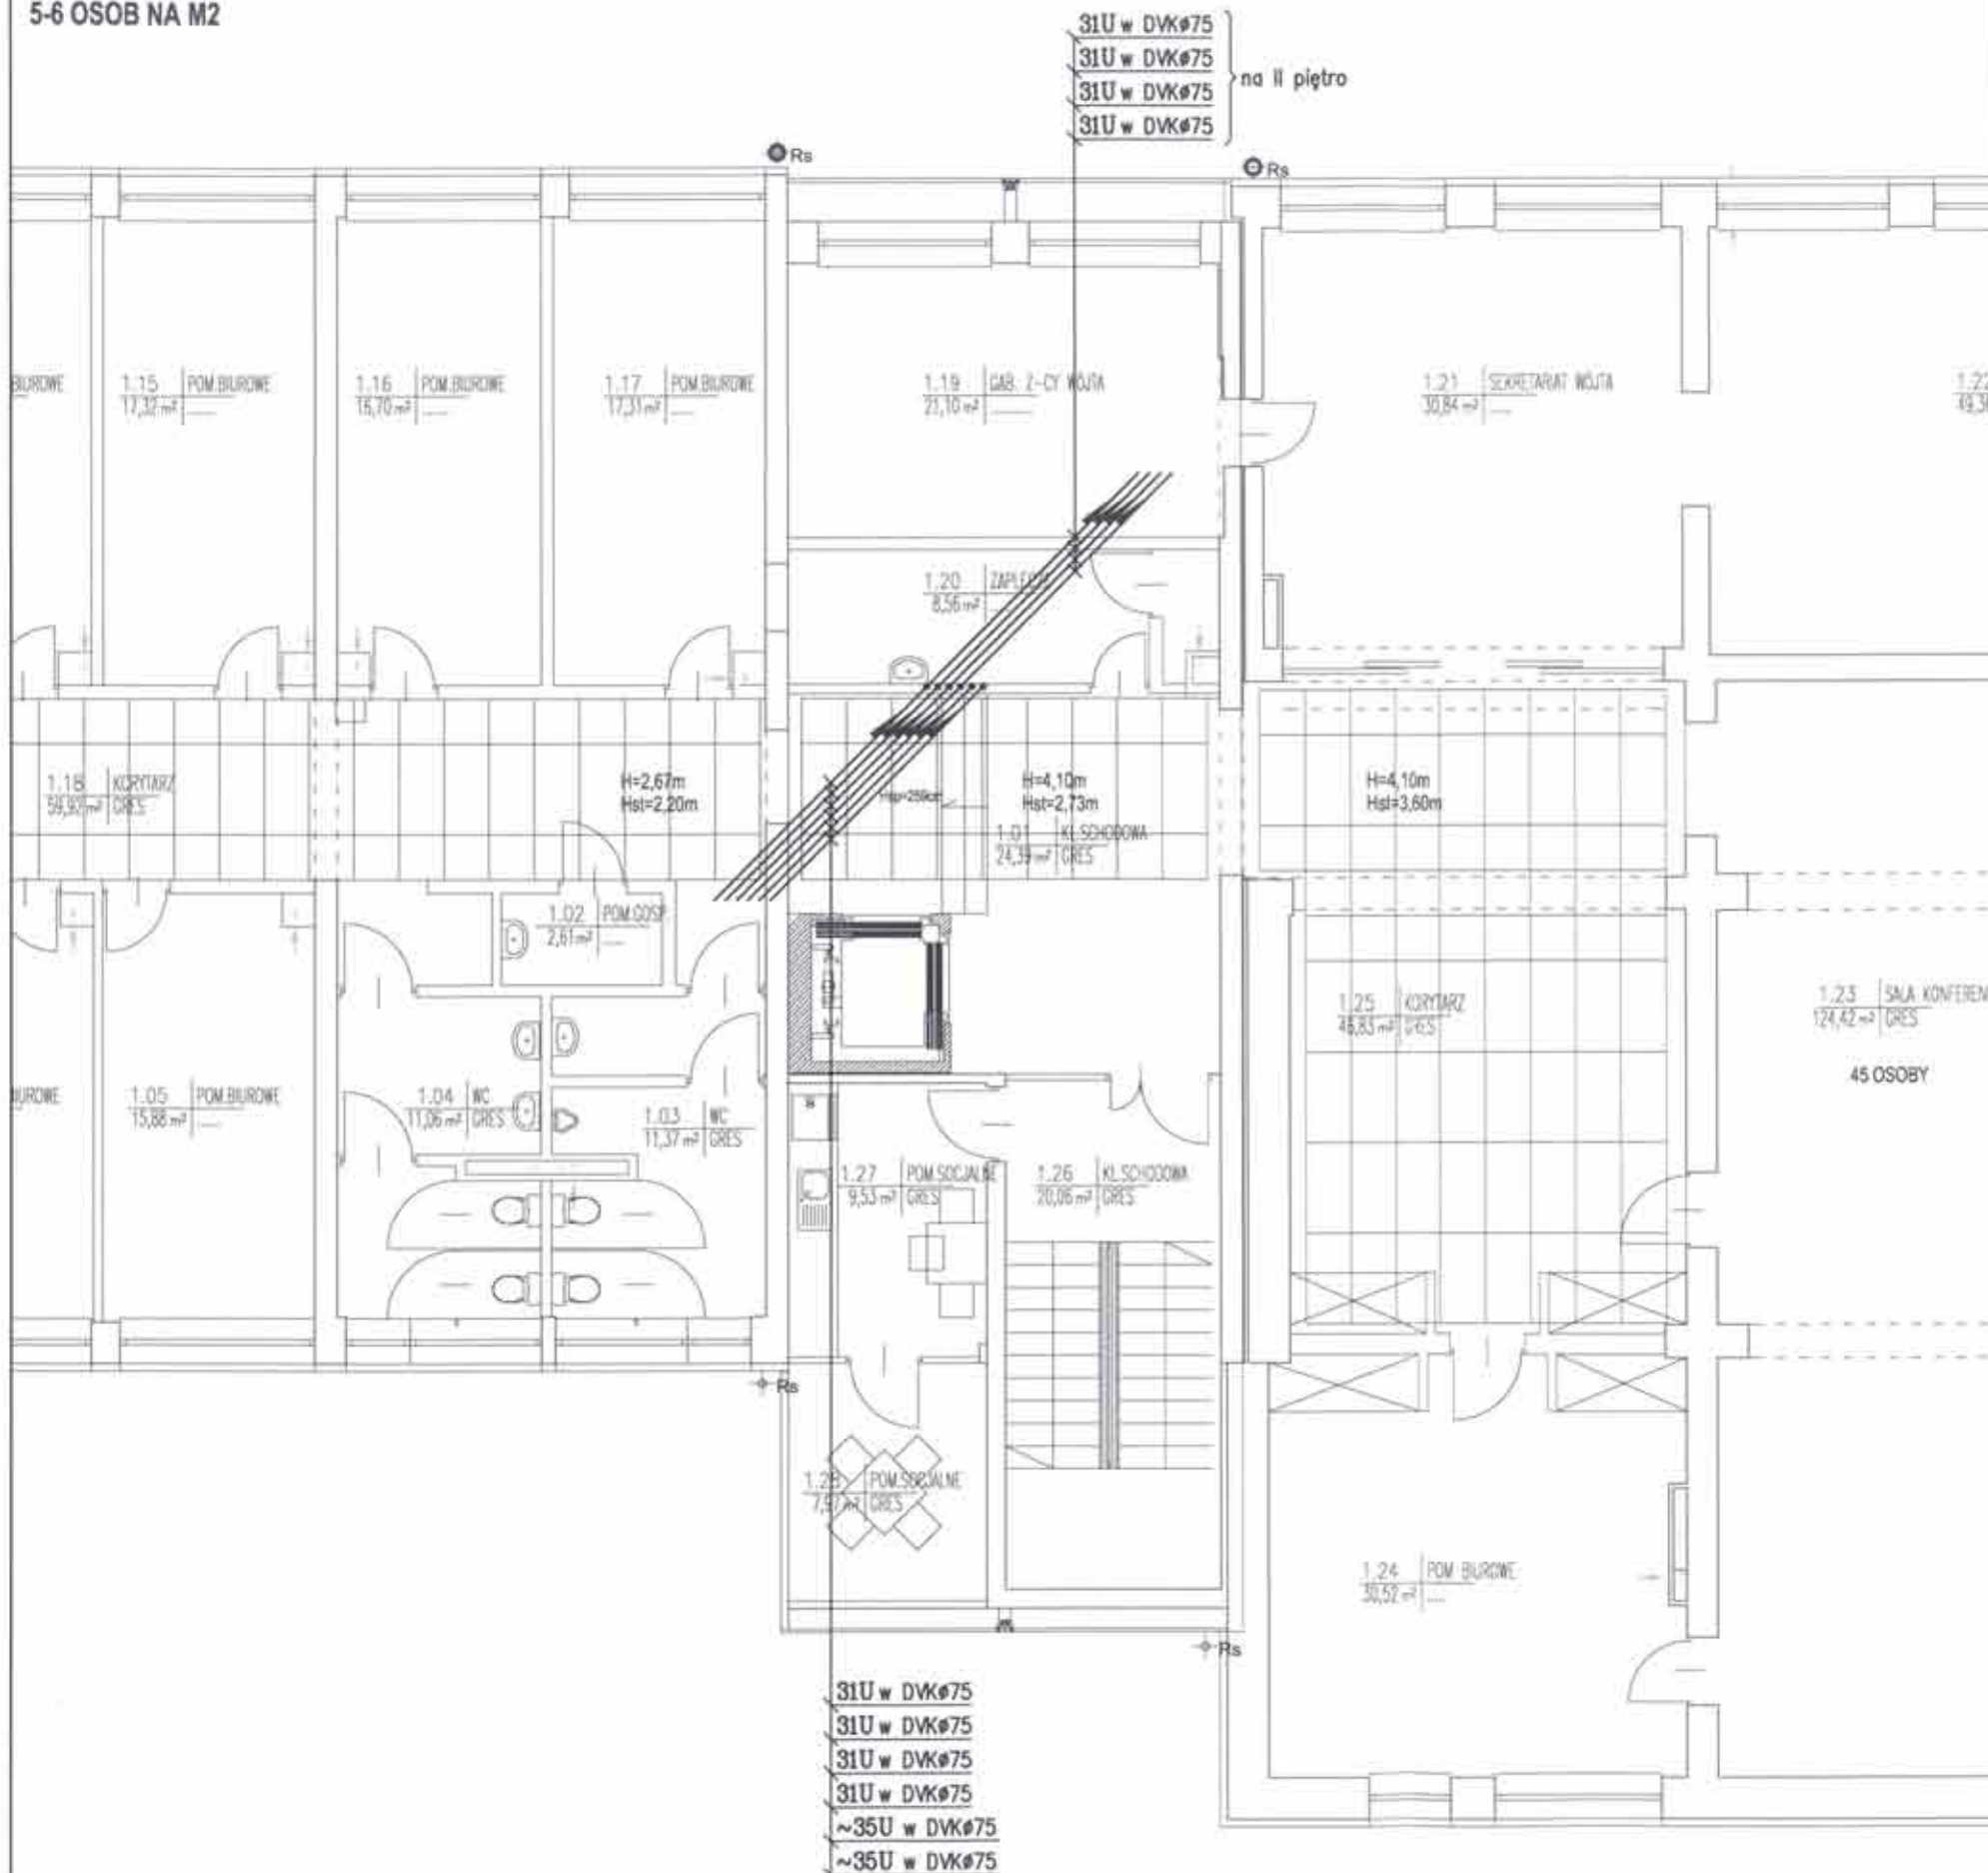 5-6 OSOB NA M2
31U w DVKø75
31U w DVKø75
31U w DVKø75
31U w DVKø75
na II piętro
Rs
Rs
BIUROWE
1.15 POM.BIUROWE
17,32 m²
1.16 POM.BIUROWE
16,70 m²
1.17 POM.BIUROWE
17,31 m²
1.19 GAB. Z-CY WÓJTA
21,10 m²
1.21 SEKRETARIAT WÓJTA
30,84 m²
1.22
1.20
8,56 m²
1.18 KORYTARZ
59,92 m² GRES
H=2,67m
Hst=2,20m
H=4,10m
Hst=2,73m
H=4,10m
Hst=3,60m
1.01 KL.SCHODOWA
24,39 m² GRES
1.02 POM.GOSP
2,61 m²
1.25 KORYTARZ
GRES
1.23 SALA KONFEREN
124,42 m² GRES
45 OSOBY
1.05 POM.BIUROWE
15,88 m²
1.04 WC
11,06 m² GRES
1.03 WC
11,37 m² GRES
1.27 POM.SOCJALNE
9,53 m² GRES
1.26 KL.SCHODOWA
20,06 m² GRES
Rs
POM.SOCJALNE
GRES
1.24 POM BIUROWE
30,52 m²
Rs
31U w DVKø75
31U w DVKø75
31U w DVKø75
31U w DVKø75
~35U w DVKø75
~35U w DVKø75